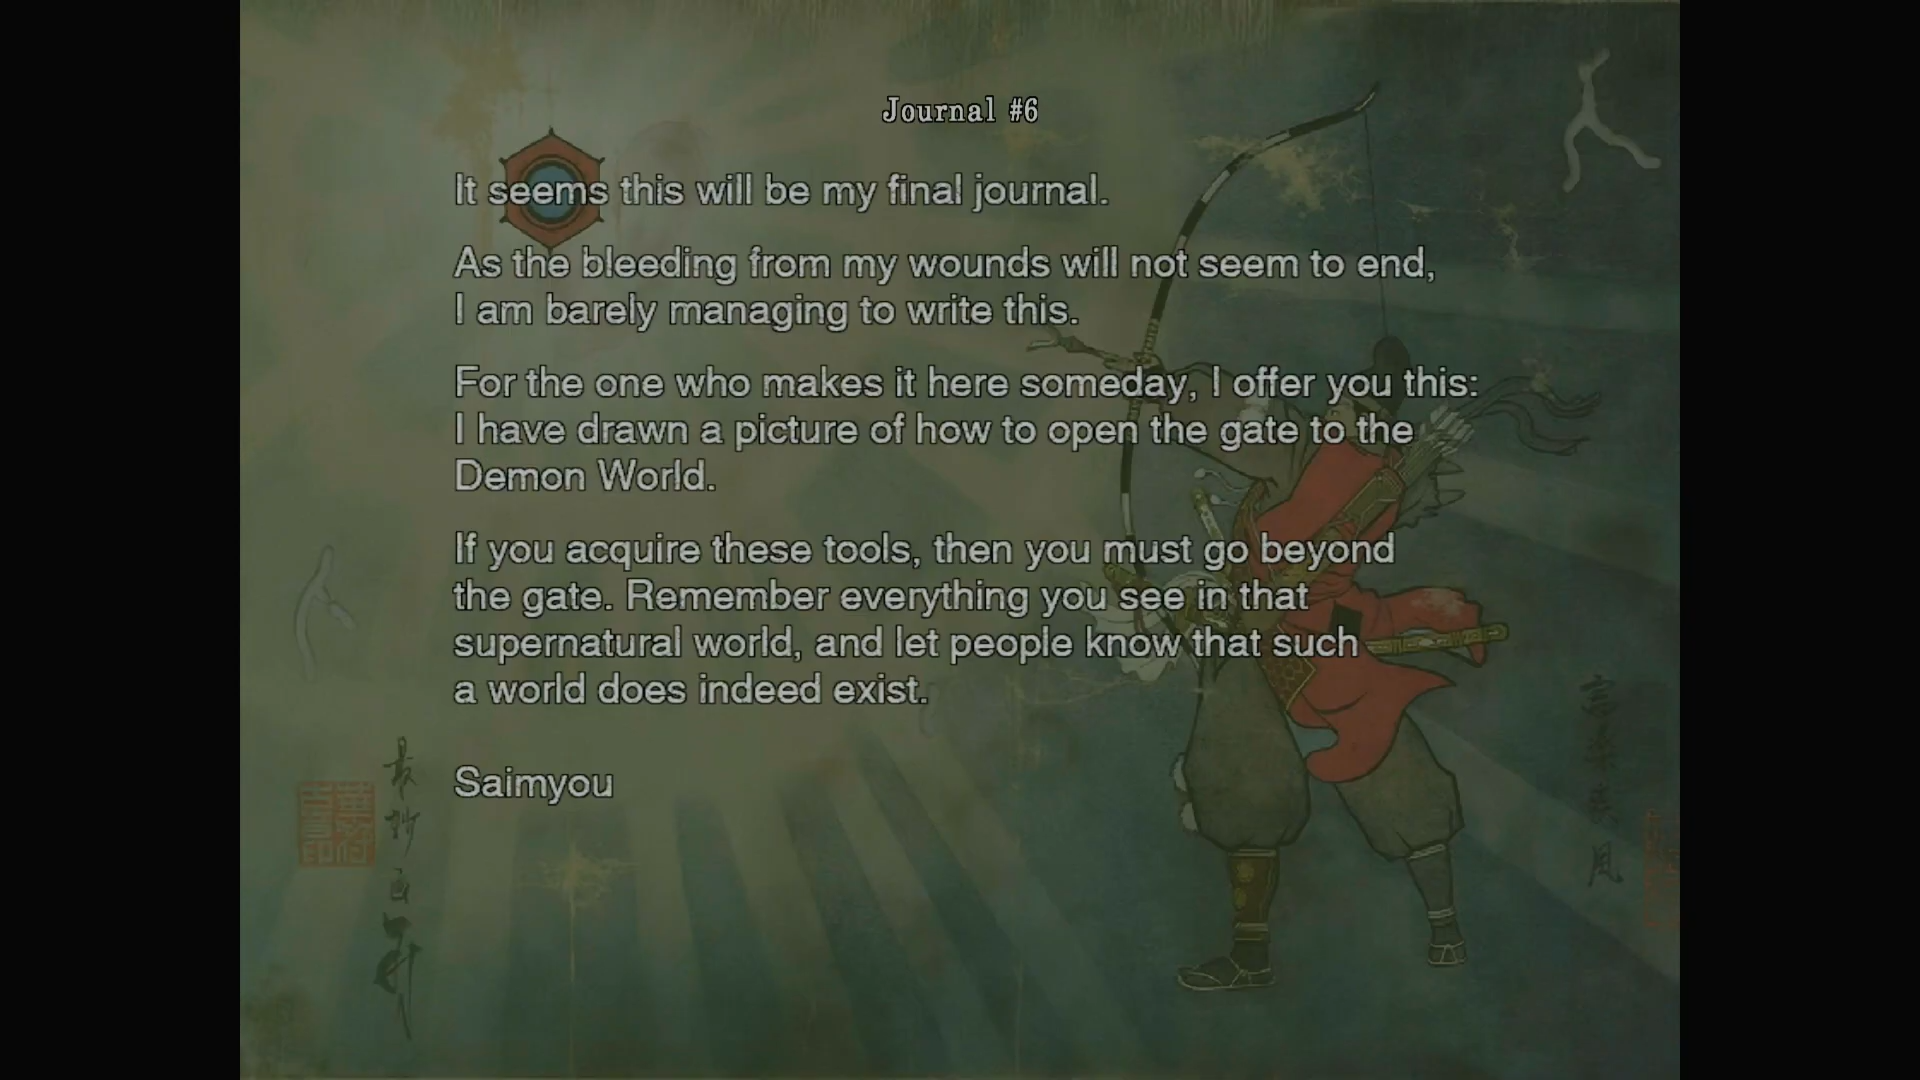 Journal #6
It seems this will be my final journal.
As the bleeding from my wounds will not seem to end,
I am barely managing to write this.
For the one who makes it here someday, I offer you this:
I have drawn a picture of how to open the gate to the
Demon World.
If you acquire these tools, then you must go beyond
the gate. Remember everything you see in that
supernatural world, and let people know that such
a world does indeed exist.
Saimyou